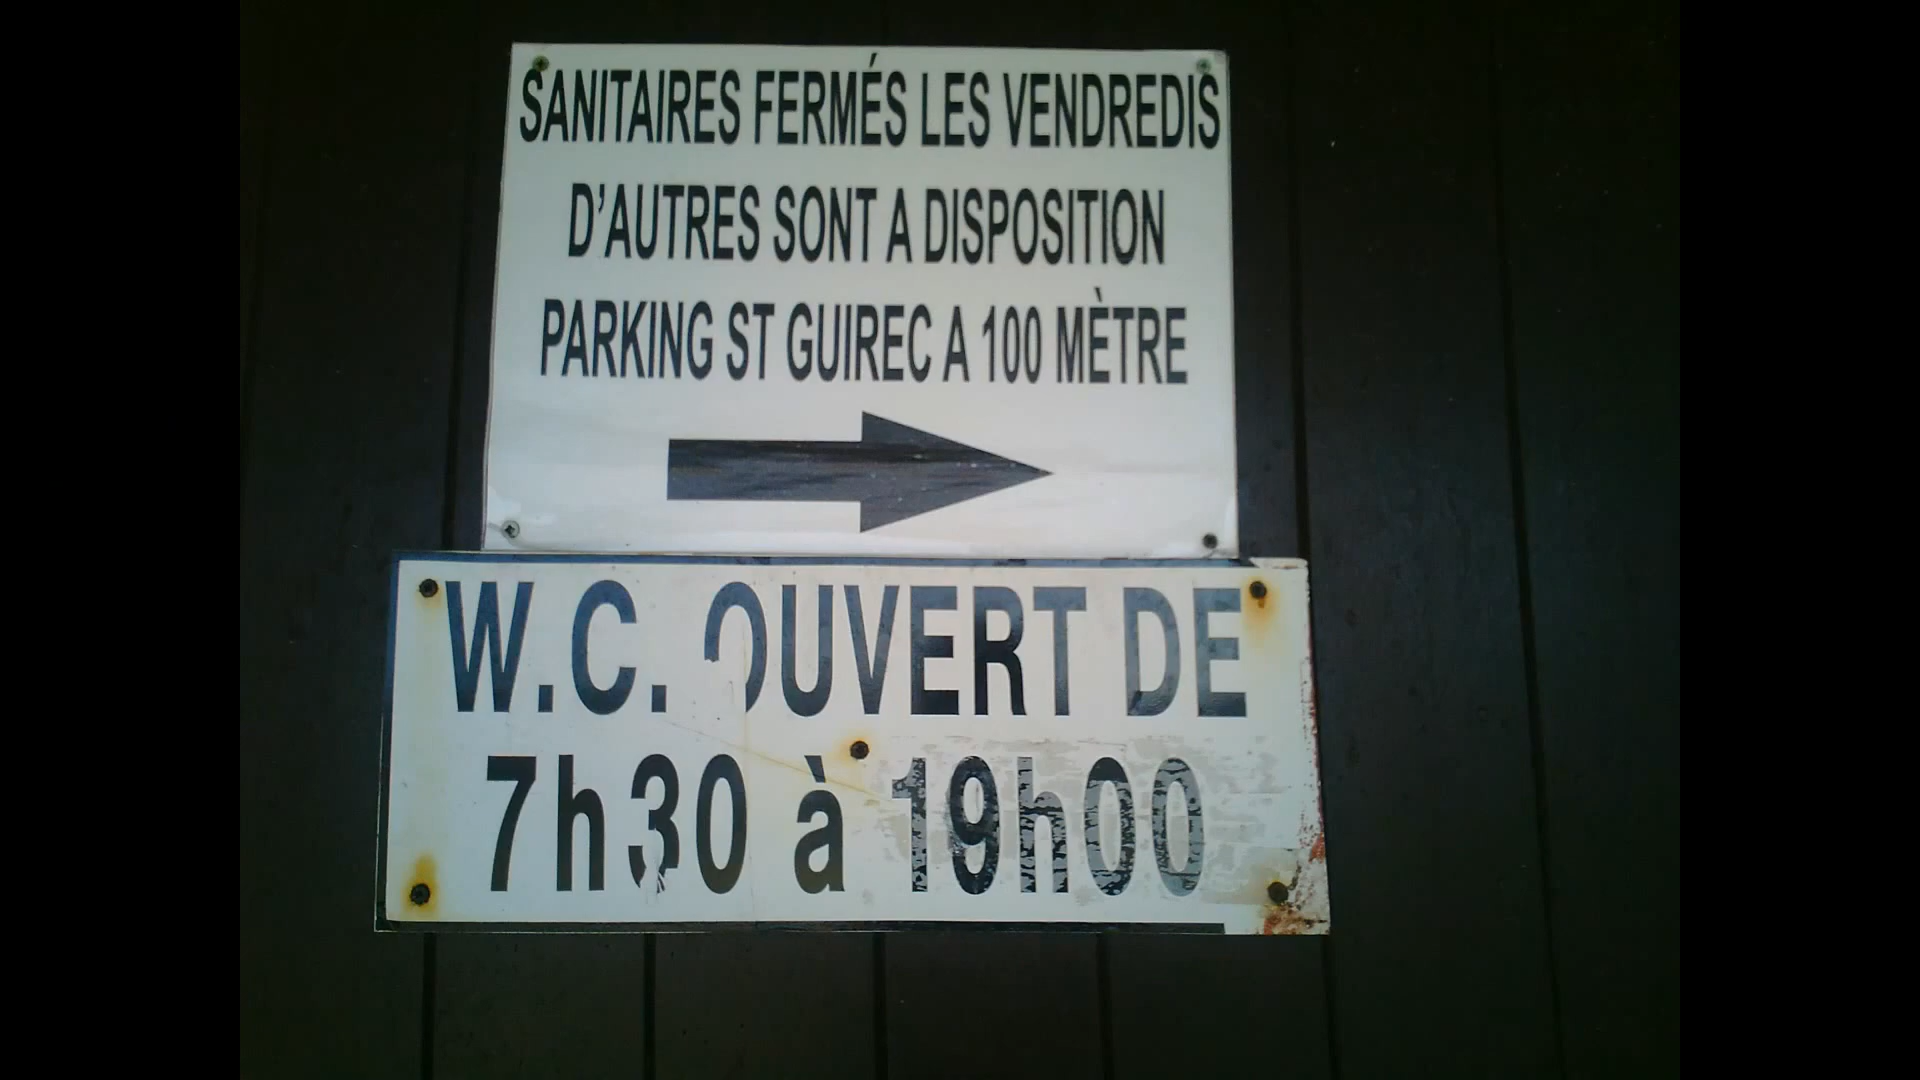 SANITAIRES FERMÉS LES VENDREDIS
D'AUTRES SONT A DISPOSITION
PARKING ST GUIREC A 100 MÈTRE
W.C. OUVERT DE
7h30 à 19h00